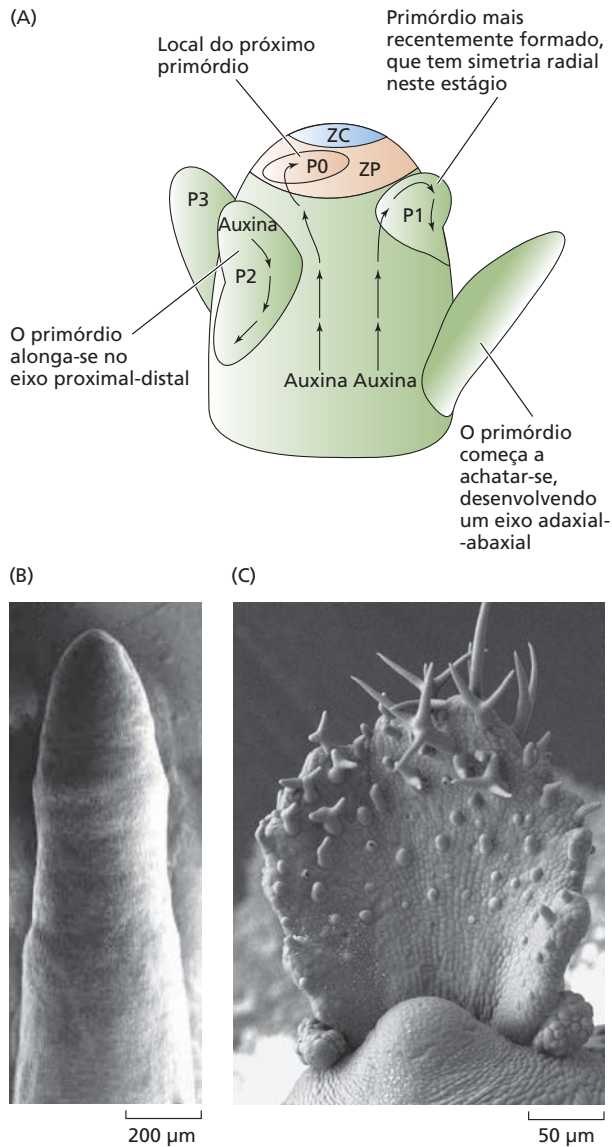 (A)
Local do próximo
primórdio
Primórdio mais
recentemente formado,
que tem simetria radial
neste estágio
ZC
P0
ZP
P3
Auxina
P2
P1
O primórdio
alonga-se no
eixo proximal-distal
Auxina Auxina
O primórdio
começa a
achatar-se,
desenvolvendo
um eixo adaxial-
-abaxial
(B)
(C)
200 µm
50 µm